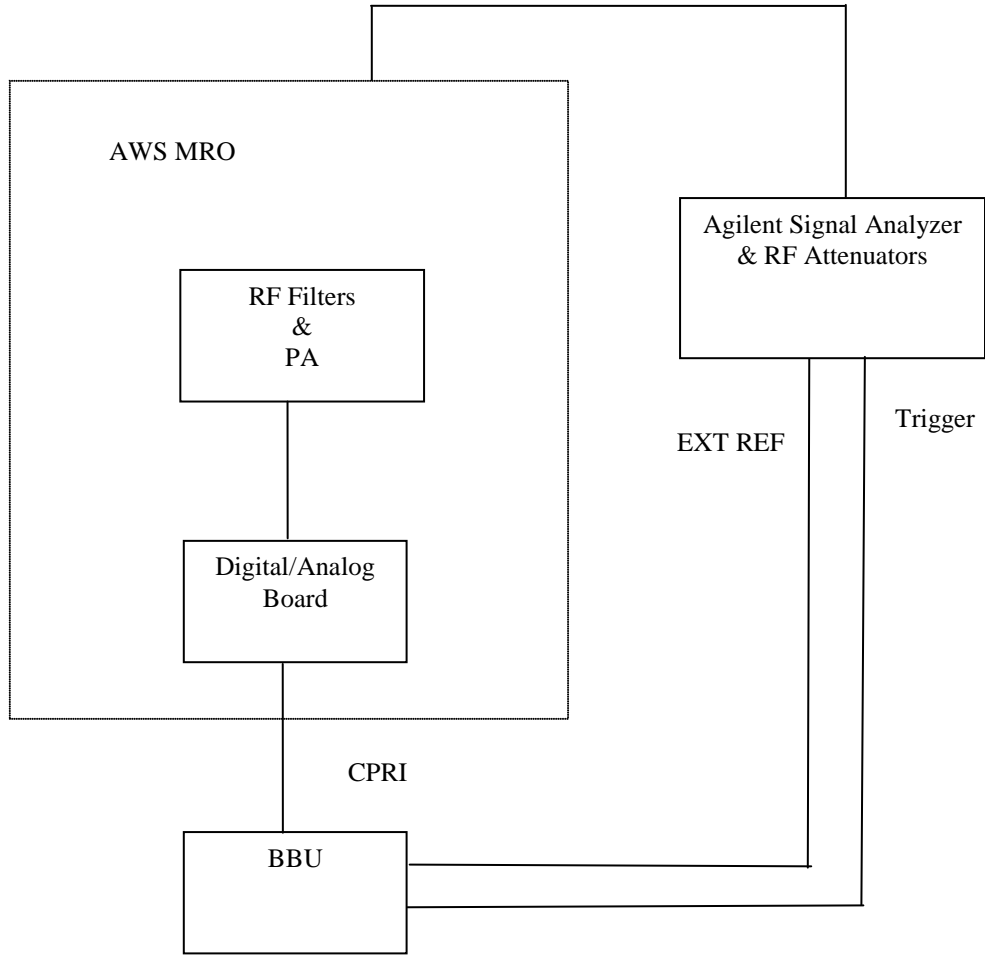 AWS MRO
Agilent Signal Analyzer
& RF Attenuators
RF Filters
&
PA
Trigger
EXT REF
Digital/Analog
Board
CPRI
BBU